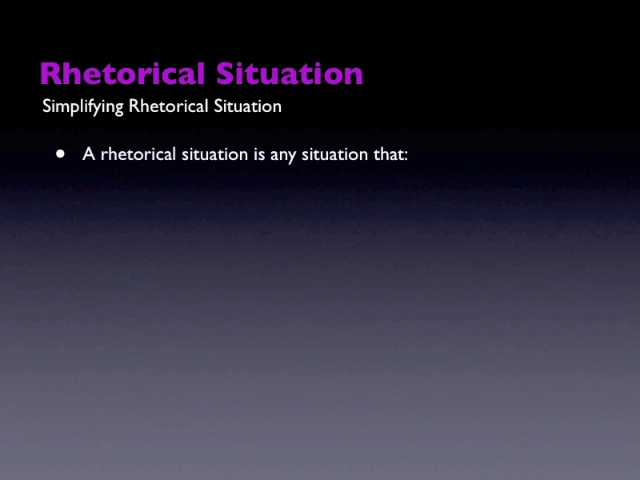 Rhetorical Situation
Simplifying Rhetorical Situation
• A rhetorical situation is any situation that: